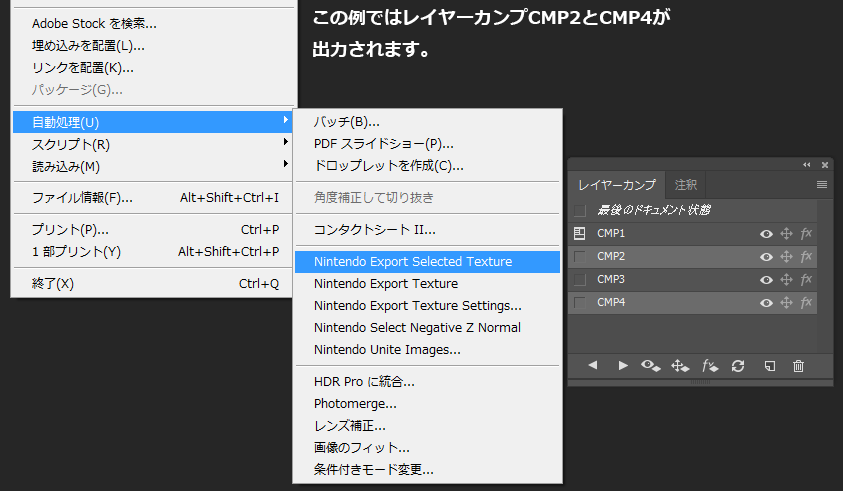 この例ではレイヤーカンプCMP2とCMP4が
出力されます。
Adobe Stock を検索...
埋め込みを配置(L)...
リンクを配置(K)...
パッケージ(G)...
自動処理(U)
スクリプト(R)
読み込み(M)
ファイル情報(F)... Alt+Shift+Ctrl+I
プリント(P)... Ctrl+P
1 部プリント(Y) Alt+Shift+Ctrl+P
終了(X) Ctrl+Q
バッチ(B)...
PDF スライドショー(P)...
ドロップレットを作成(C)...
角度補正して切り抜き
コンタクトシート II...
Nintendo Export Selected Texture
Nintendo Export Texture
Nintendo Export Texture Settings...
Nintendo Select Negative Z Normal
Nintendo Unite Images...
HDR Pro に統合...
Photomerge...
レンズ補正...
画像のフィット...
条件付きモード変更...
レイヤーカンプ 注釈
最後のドキュメント状態
CMP1 fx
CMP2 fx
CMP3 fx
CMP4 fx